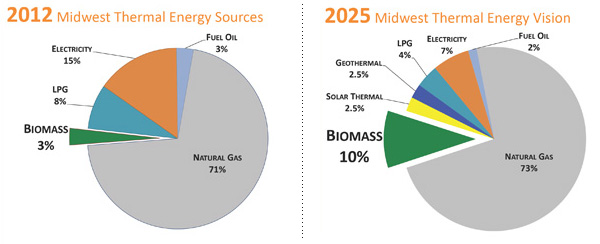 2012 Midwest Thermal Energy Sources
FUEL OIL
3%
ELECTRICITY
15%
LPG
8%
BIOMASS
3%
NATURAL GAS
71%
2025 Midwest Thermal Energy Vision
FUEL OIL
2%
ELECTRICITY
7%
LPG
4%
GEOTHERMAL
2.5%
SOLAR THERMAL
2.5%
BIOMASS
10%
NATURAL GAS
73%